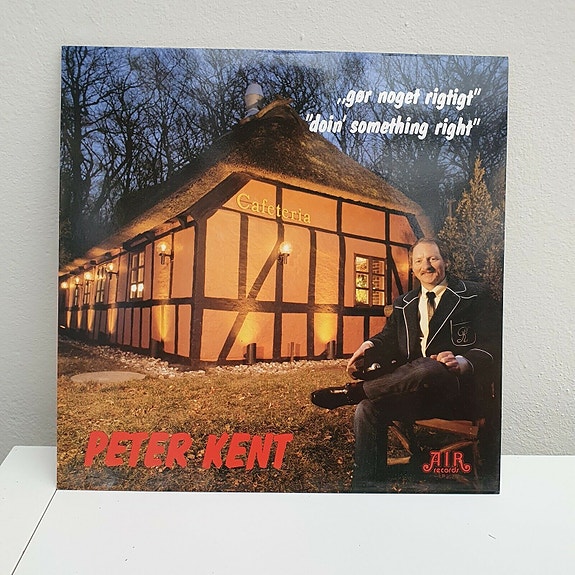 „gør noget rigtigt"
"doin' something right"
Cafeteria
PETER KENT
AIR
records